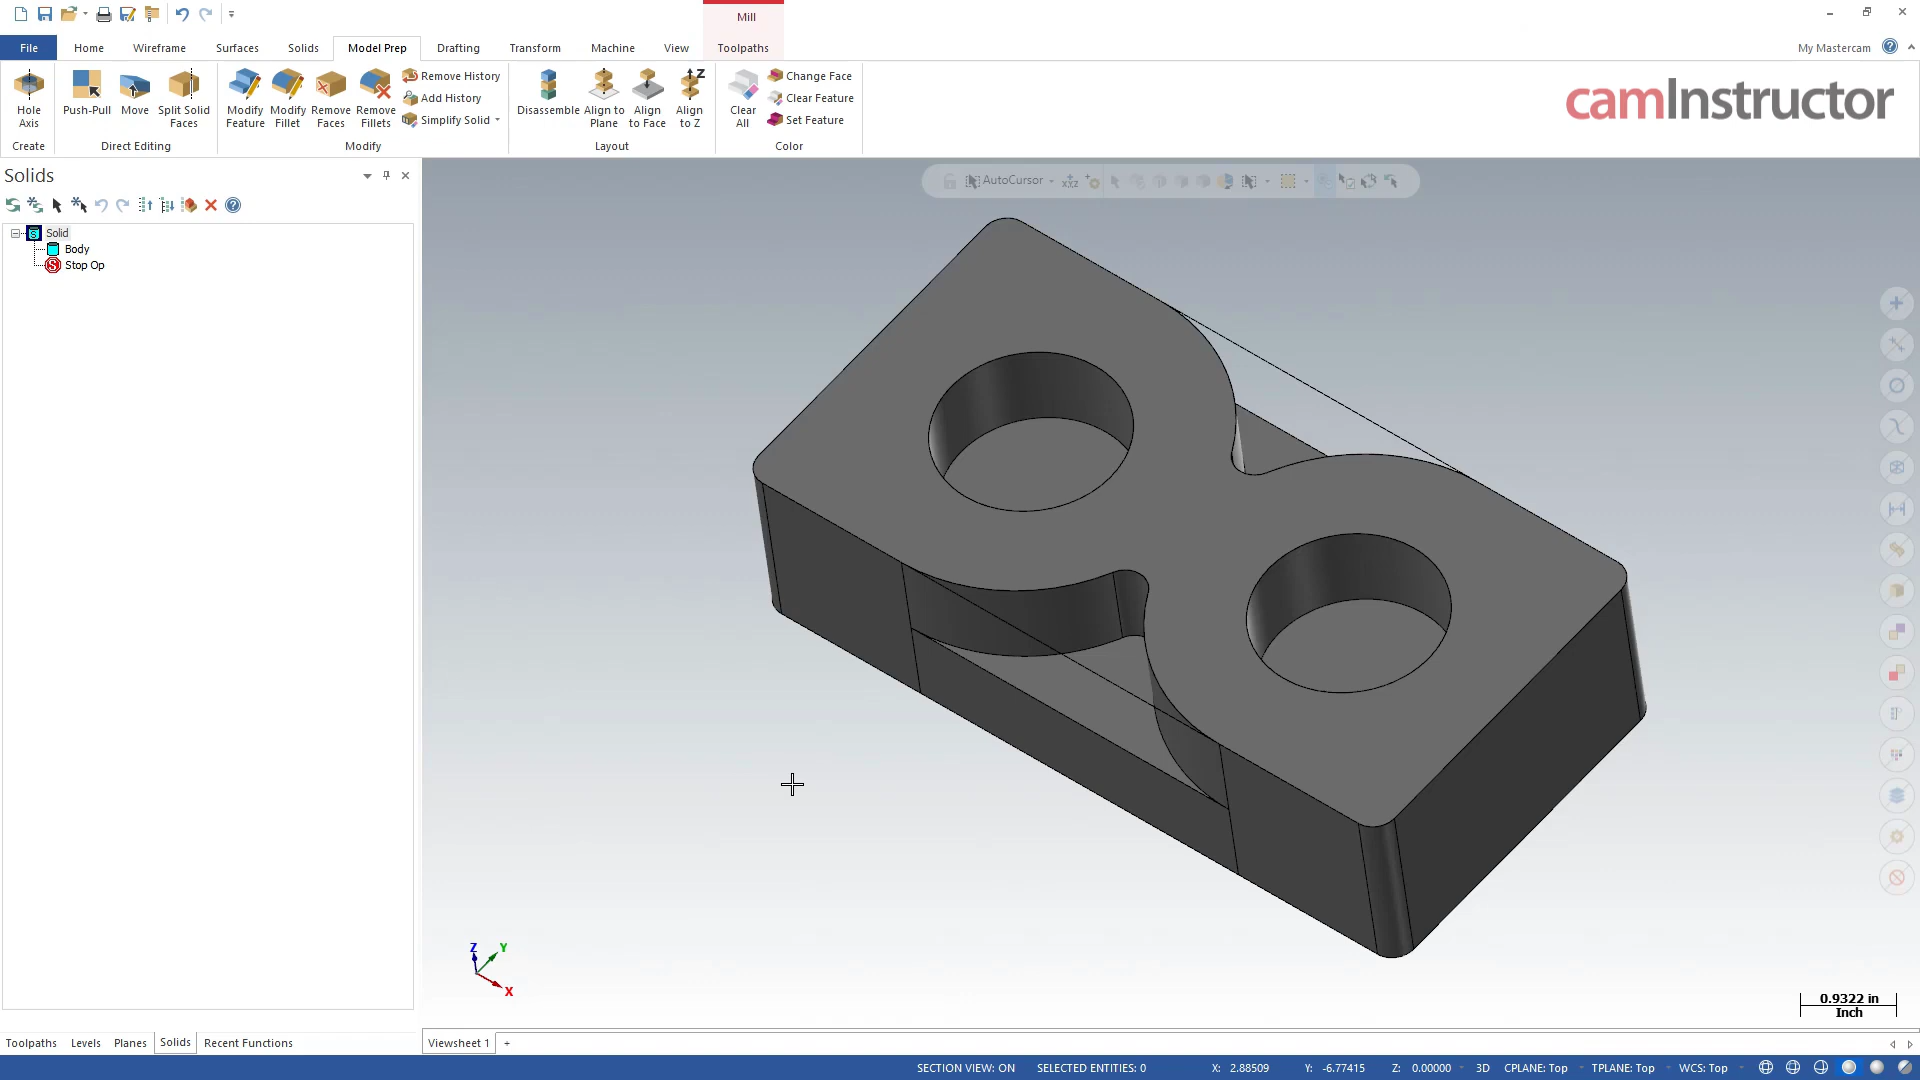 Mill
File Home Wireframe Surfaces Solids Model Prep Drafting Transform Machine View Toolpaths My Mastercam
Hole Axis
Push-Pull
Move
Split Solid Faces
Modify Feature
Modify Fillet
Remove Faces
Remove Fillets
Remove History
Add History
Simplify Solid
Disassemble
Align to Plane
Align to Face
Align to Z
Clear All
Change Face
Clear Feature
Set Feature
Create Direct Editing Modify Layout Color
camInstructor
Solids
AutoCursor
Solid
Body
Stop Op
Z Y
X
0.9322 in
Inch
Toolpaths Levels Planes Solids Recent Functions Viewsheet 1 +
SECTION VIEW: ON SELECTED ENTITIES: 0 X: 2.88509 Y: -6.77415 Z: 0.00000 3D CPLANE: Top TPLANE: Top WCS: Top